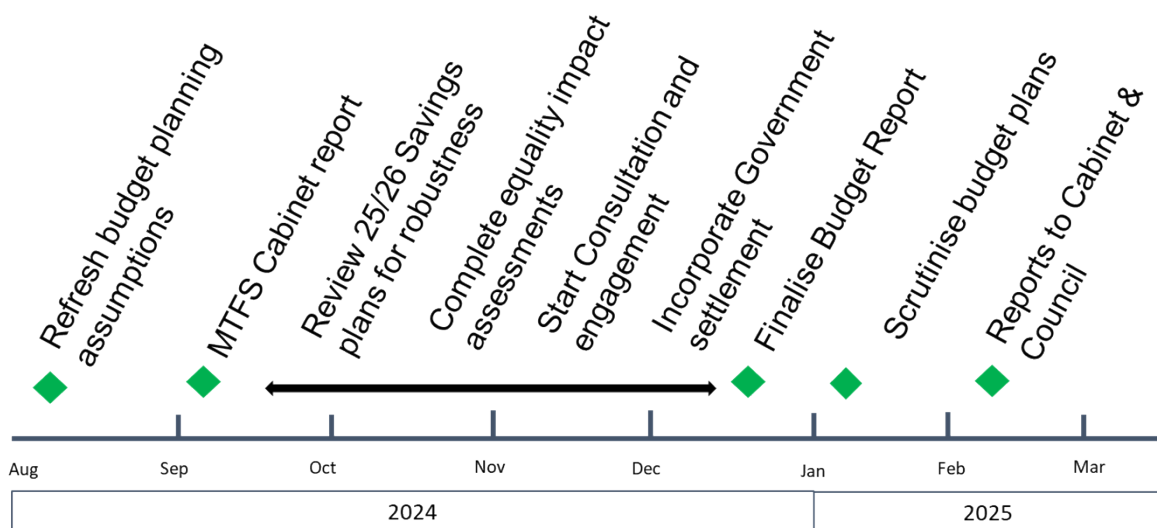 Refresh budget planning
assumptions
MTFS Cabinet report
Review 25/26 Savings
plans for robustness
Complete equality impact
assessments
Start Consultation and
engagement
Incorporate Government
settlement
Finalise Budget Report
Scrutinise budget plans
Reports to Cabinet &
Council
Aug
Sep
Oct
Nov
Dec
Jan
Feb
Mar
2024
2025